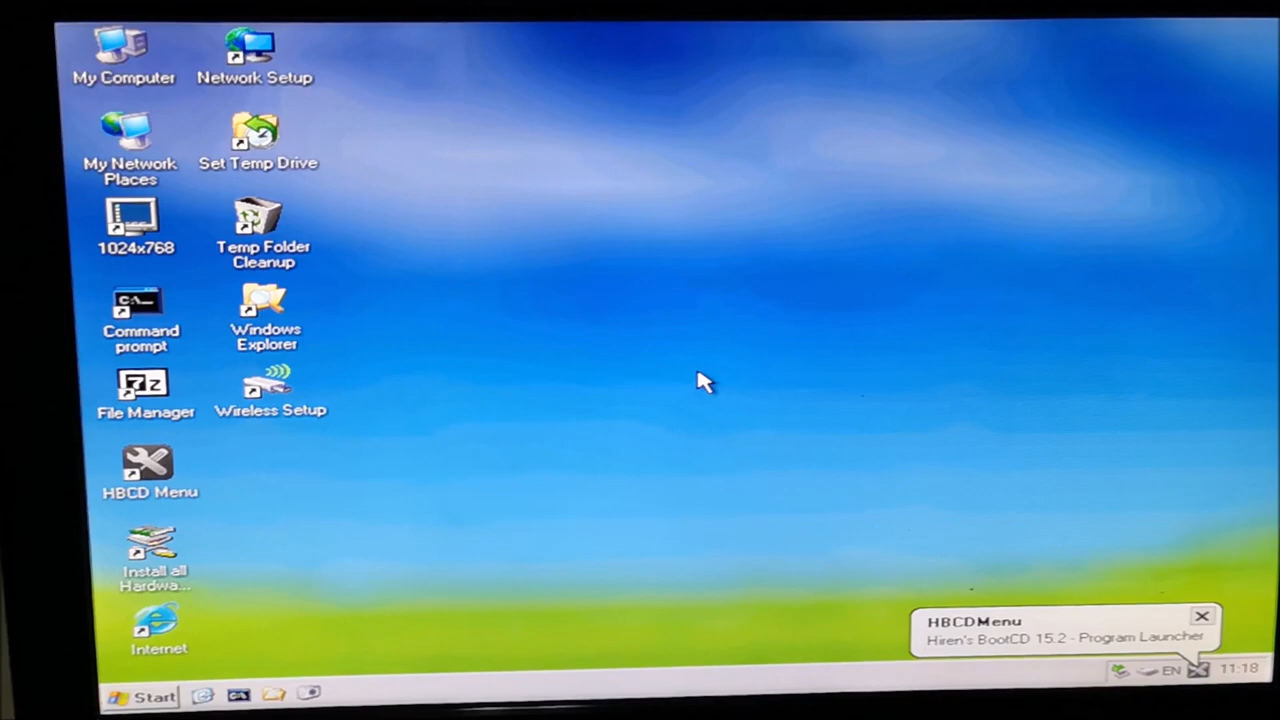 My Computer
Network Setup
My Network
Places
Set Temp Drive
1024x768
Temp Folder
Cleanup
C:\_
Command
prompt
Windows
Explorer
7z
File Manager
Wireless Setup
HBCD Menu
Install all
Hardwa...
Internet
HBCDMenu
Hiren's BootCD 15.2 - Program Launcher
Start
EN
11:18